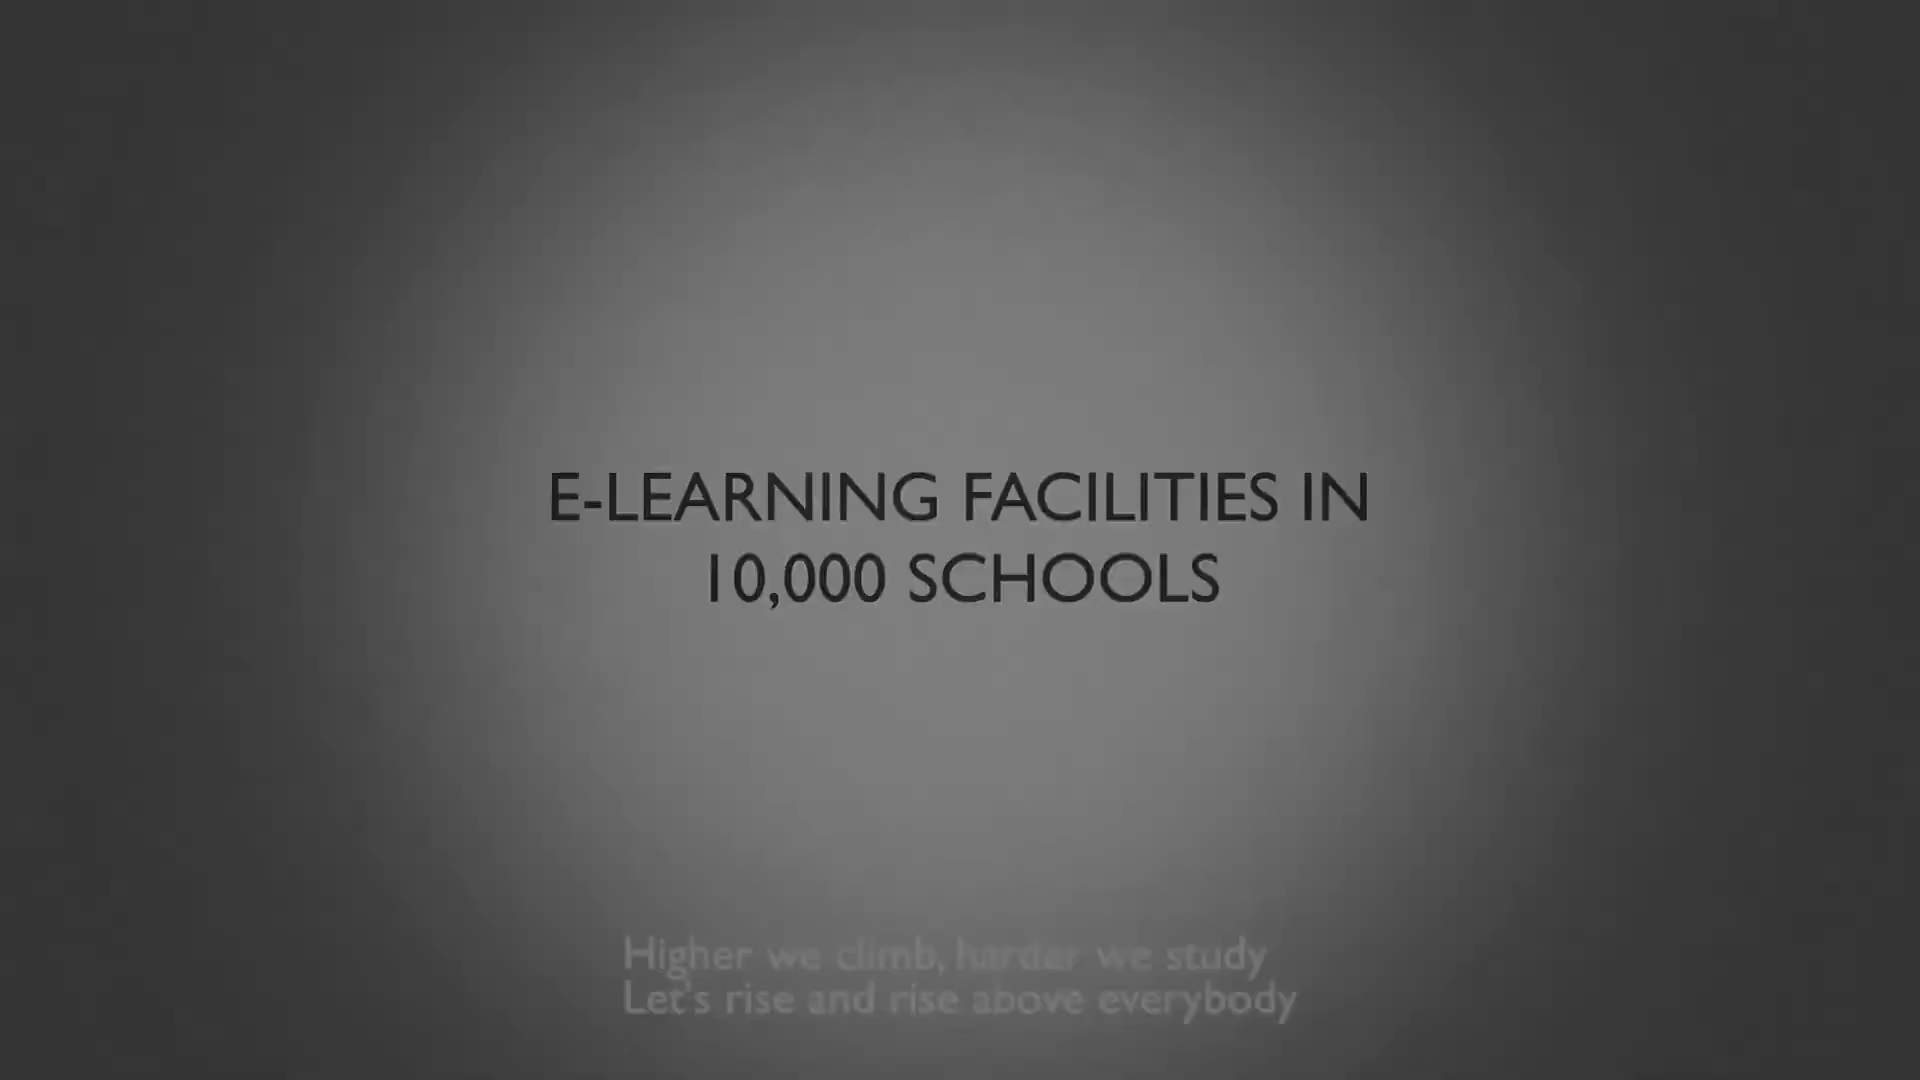 E-LEARNING FACILITIES IN
10,000 SCHOOLS
Higher we climb, harder we study
Let's rise and rise above everybody